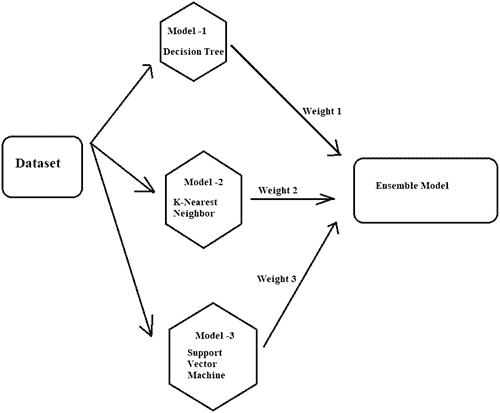 Model -1
Decision Tree
Weight 1
Dataset
Model -2
K-Nearest
Neighbor
Weight 2
Ensemble Model
Weight 3
Model -3
Support
Vector
Machine